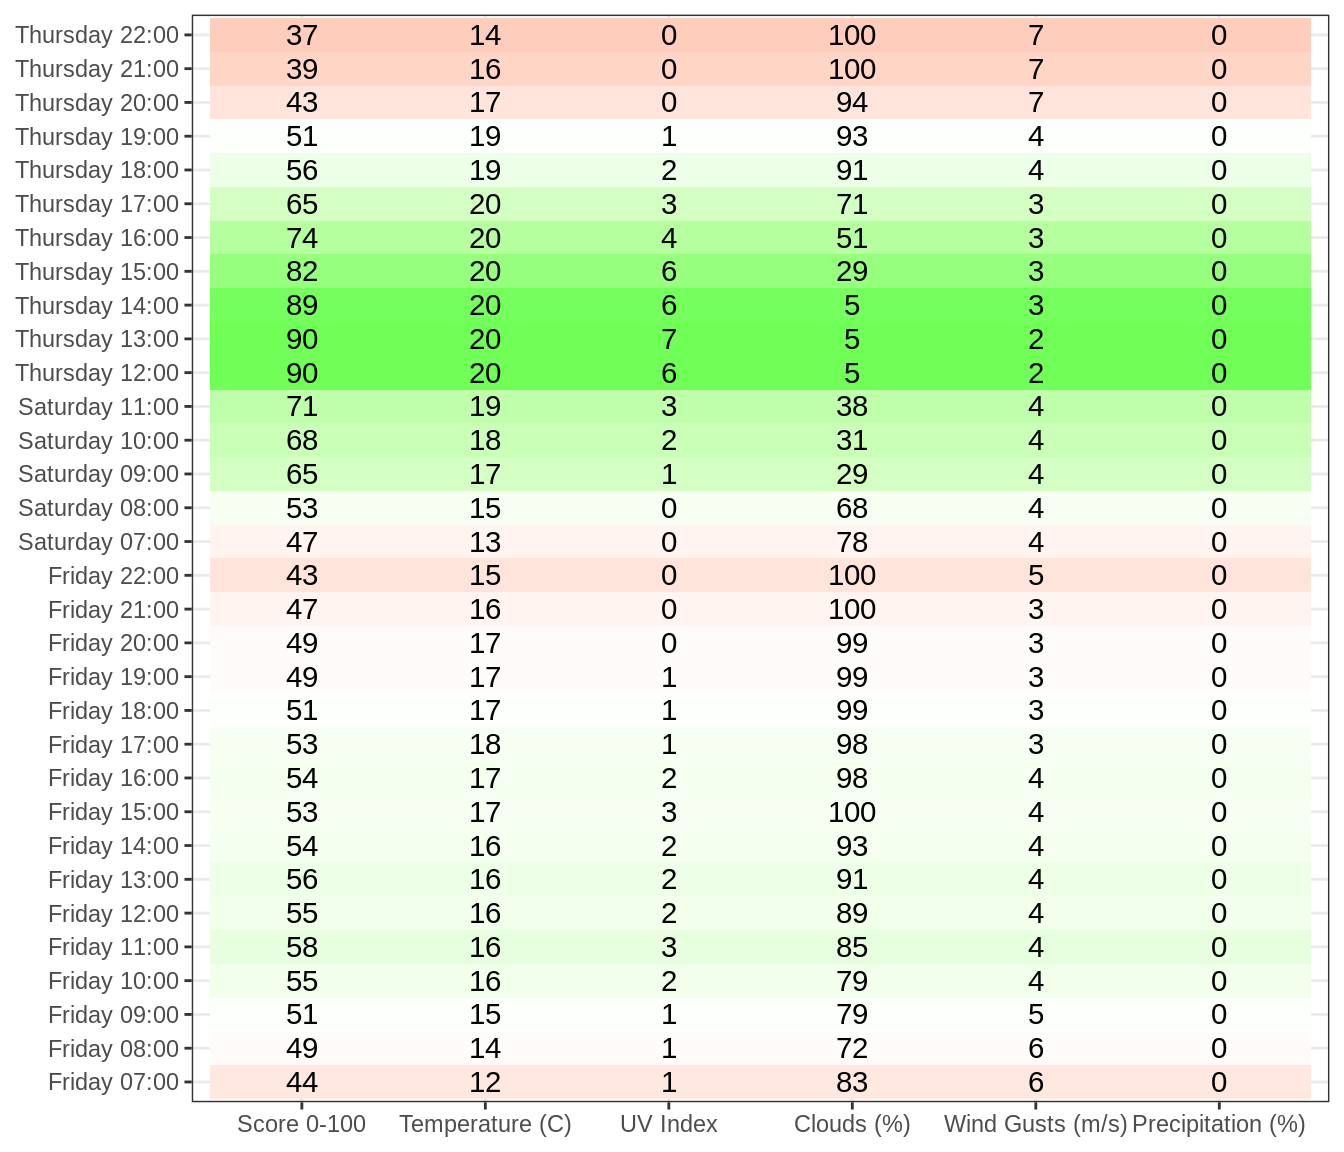 Thursday 22:00 37 14 0 100 7 0
Thursday 21:00 39 16 0 100 7 0
Thursday 20:00 43 17 0 94 7 0
Thursday 19:00 51 19 1 93 4 0
Thursday 18:00 56 19 2 91 4 0
Thursday 17:00 65 20 3 71 3 0
Thursday 16:00 74 20 4 51 3 0
Thursday 15:00 82 20 6 29 3 0
Thursday 14:00 89 20 6 5 3 0
Thursday 13:00 90 20 7 5 2 0
Thursday 12:00 90 20 6 5 2 0
Saturday 11:00 71 19 3 38 4 0
Saturday 10:00 68 18 2 31 4 0
Saturday 09:00 65 17 1 29 4 0
Saturday 08:00 53 15 0 68 4 0
Saturday 07:00 47 13 0 78 4 0
Friday 22:00 43 15 0 100 5 0
Friday 21:00 47 16 0 100 3 0
Friday 20:00 49 17 0 99 3 0
Friday 19:00 49 17 1 99 3 0
Friday 18:00 51 17 1 99 3 0
Friday 17:00 53 18 1 98 3 0
Friday 16:00 54 17 2 98 4 0
Friday 15:00 53 17 3 100 4 0
Friday 14:00 54 16 2 93 4 0
Friday 13:00 56 16 2 91 4 0
Friday 12:00 55 16 2 89 4 0
Friday 11:00 58 16 3 85 4 0
Friday 10:00 55 16 2 79 4 0
Friday 09:00 51 15 1 79 5 0
Friday 08:00 49 14 1 72 6 0
Friday 07:00 44 12 1 83 6 0
Score 0-100 Temperature (C) UV Index Clouds (%) Wind Gusts (m/s) Precipitation (%)